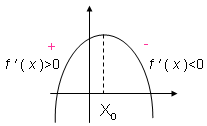 + -
f ′ ( x ) >0 f ′ ( x ) <0
X₀